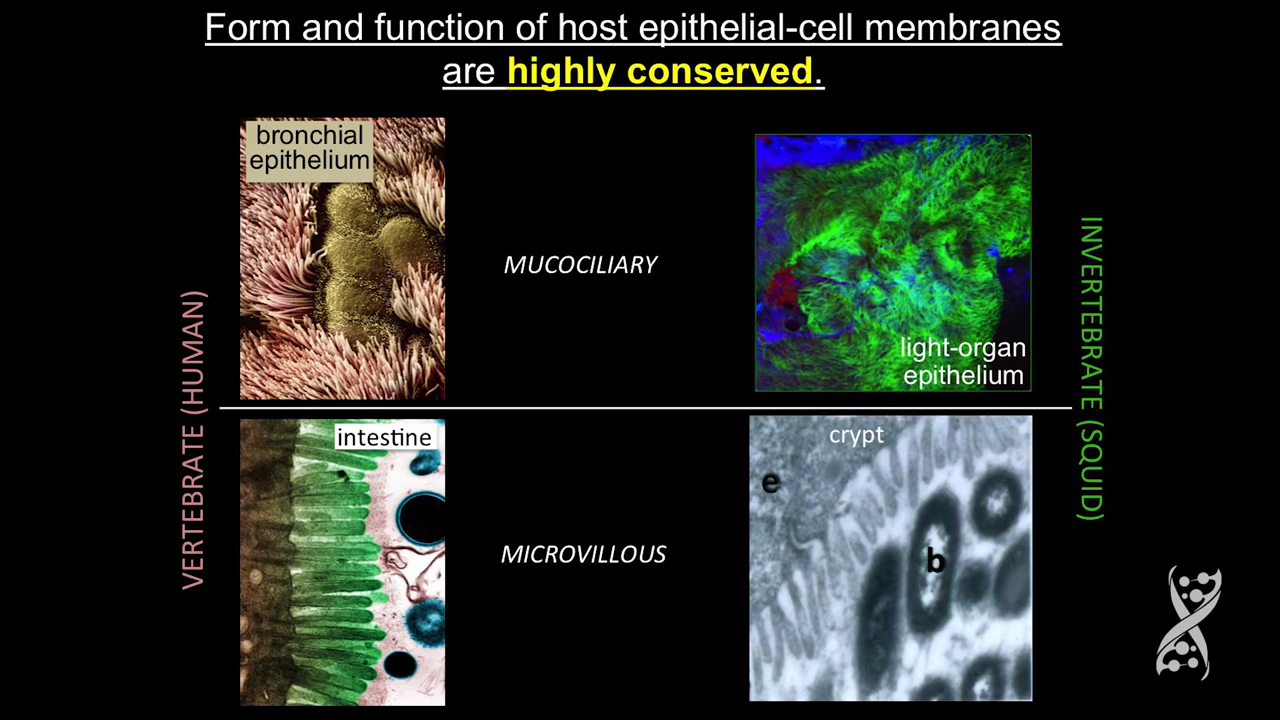 Form and function of host epithelial-cell membranes
are highly conserved.
bronchial
epithelium
MUCOCILIARY
light-organ
epithelium
VERTEBRATE (HUMAN)
INVERTEBRATE (SQUID)
intestine
MICROVILLOUS
crypt
e
b